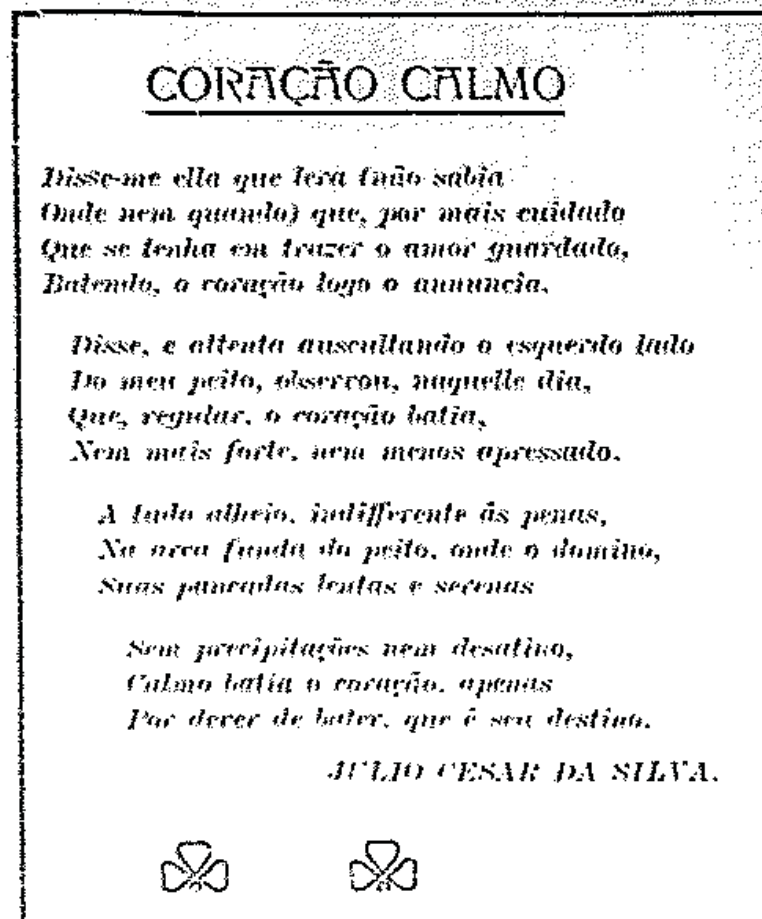 CORAÇÃO CALMO
Disse-me ella que lera (não sabia
Onde nem quando) que, por mais cuidado
Que se tenha em trazer o amor guardado,
Batendo, o coração logo o annuncia.
Disse, e attenta auscultando o esquerdo lado
Do meu peito, observou, naquelle dia,
Que, regular, o coração batia,
Nem mais forte, nem menos apressado.
A tudo alheio, indifferente ás penas,
Na arca funda do peito, onde o domino,
Suas pancadas lentas e serenas
Sem precipitações nem desatino,
Calmo batia o coração, apenas
Por dever de bater, que é seu destino.
JULIO CESAR DA SILVA.